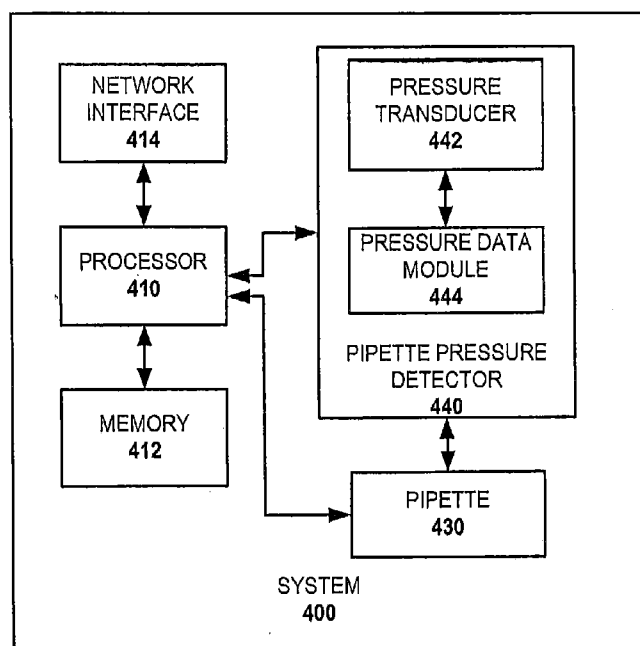 NETWORK
INTERFACE
414
PROCESSOR
410
MEMORY
412
PRESSURE
TRANSDUCER
442
PRESSURE DATA
MODULE
444
PIPETTE PRESSURE
DETECTOR
440
PIPETTE
430
SYSTEM
400